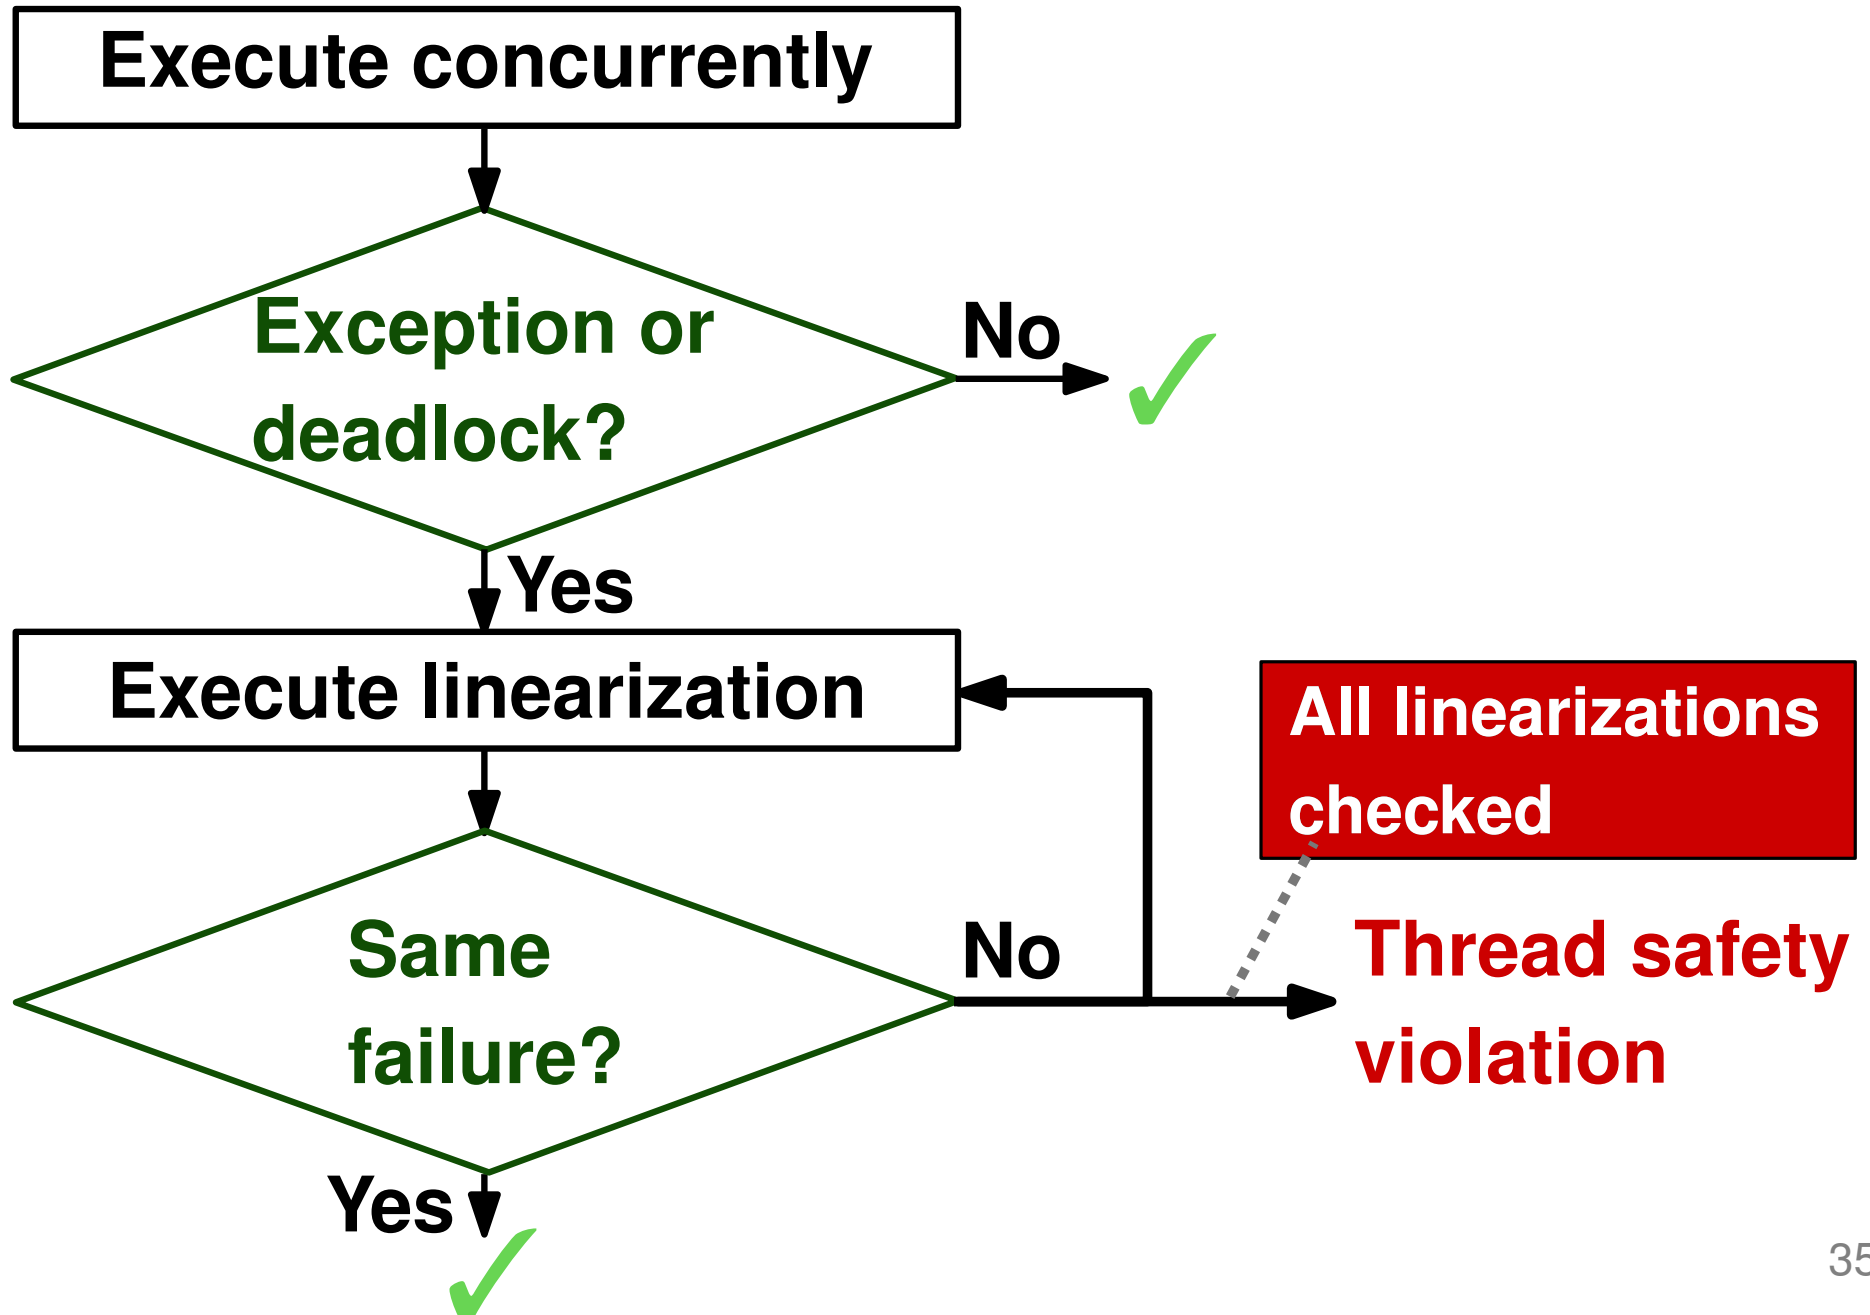 Execute concurrently
Exception or
deadlock?
No
Yes
Execute linearization
All linearizations
checked
Same
failure?
No
Thread safety
violation
Yes
35